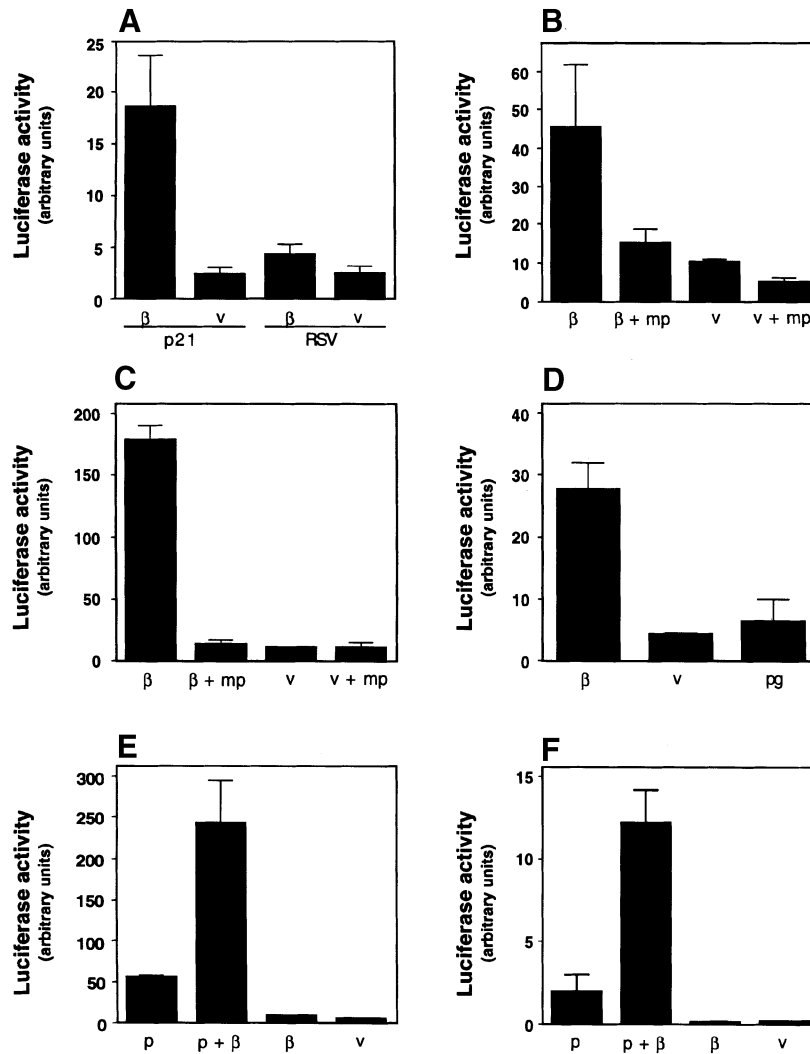 A
Luciferase activity
(arbitrary units)
25
20
15
10
5
0
β v β v
p21 RSV
B
Luciferase activity
(arbitrary units)
60
50
40
30
20
10
0
β β + mp v v + mp
C
Luciferase activity
(arbitrary units)
200
150
100
50
0
β β + mp v v + mp
D
Luciferase activity
(arbitrary units)
40
30
20
10
0
β v pg
E
Luciferase activity
(arbitrary units)
300
250
200
150
100
50
0
p p + β β v
F
Luciferase activity
(arbitrary units)
15
10
5
0
p p + β β v